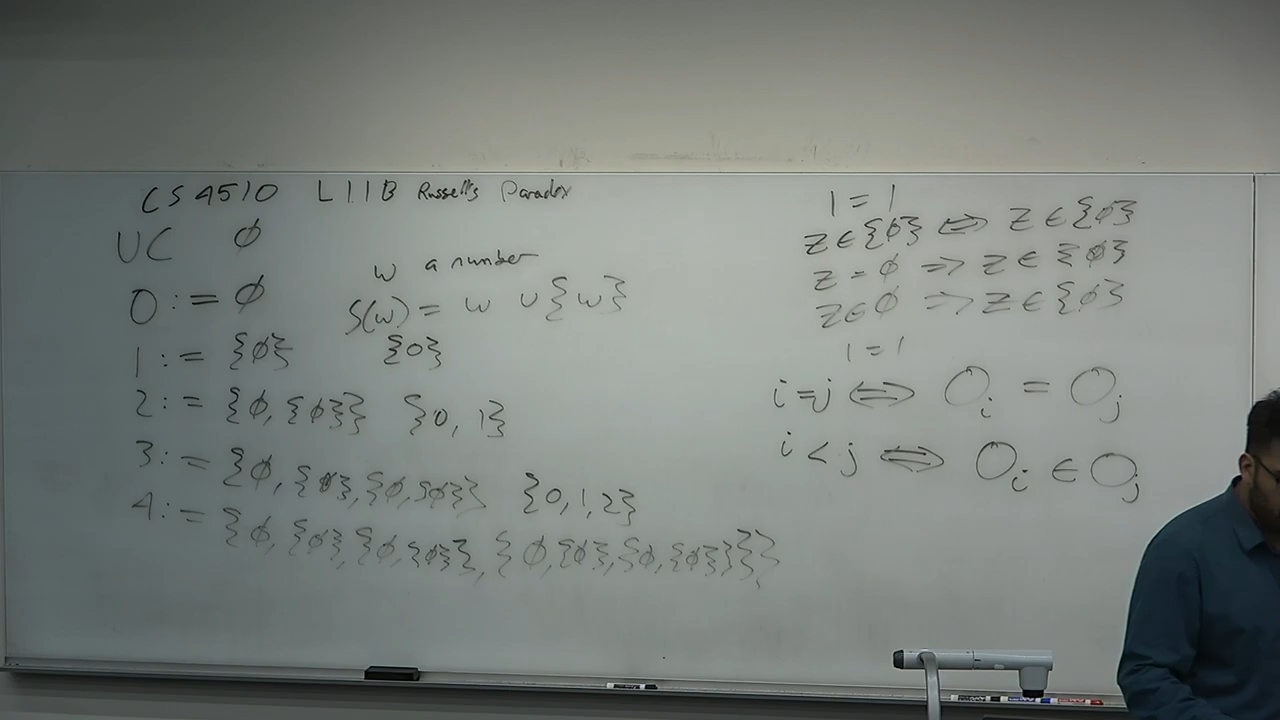 CS 4510 L11B Russell's Paradox
UC ∅
0 := ∅
w a number
S(w) = w ∪ {w}
1 := {∅} {0}
2 := {∅, {∅}} {0, 1}
3 := {∅, {∅}, {∅, {∅}} {0, 1, 2}
4 := {∅, {∅}, {∅, {∅}}, {∅, {∅}, {∅, {∅}}}}
1 = 1
z ∈ {∅} ⟺ z ∈ {∅}
z = ∅ ⟹ z ∈ {∅}
z ∈ ∅ ⟹ z ∈ {∅}
1 = 1
i = j ⟺ O_i = O_j
i < j ⟺ O_i ∈ O_j